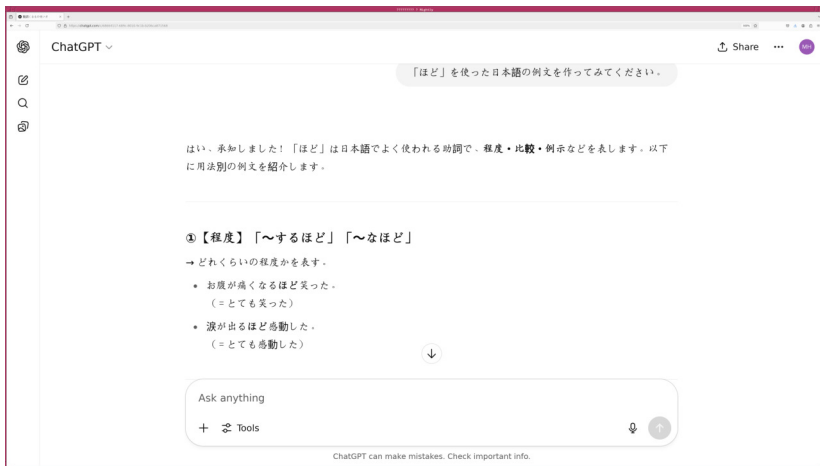 ChatGPT
Share
MH
「ほど」を使った日本語の例文を作ってみてください。
はい、承知しました！「ほど」は日本語でよく使われる助詞で、程度・比較・例示などを表します。以下
に用法別の例文を紹介します。
①【程度】「〜するほど」「〜なほど」
→ どれくらいの程度かを表す。
• お腹が痛くなるほど笑った。
（＝とても笑った）
• 涙が出るほど感動した。
（＝とても感動した）
Ask anything
Tools
ChatGPT can make mistakes. Check important info.